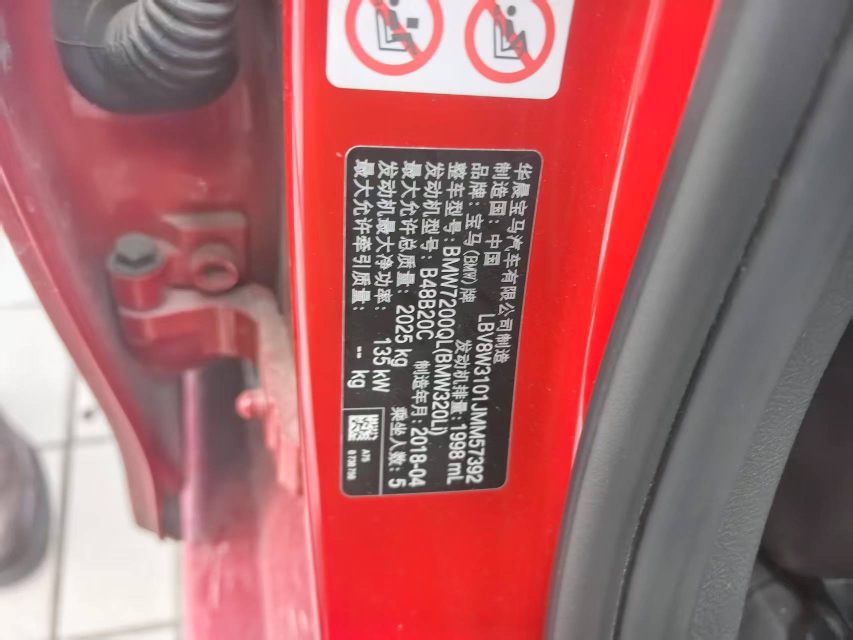 华晨宝马汽车有限公司制造
制造国：中国 LBV8W3101JMM57392
品牌：宝马(BMW)牌 发动机排量：1998 mL
整车型号：BMW7200QL(BMW320Li)
发动机型号：B48B20C 制造年月：2018-04
最大允许总质量：2025 kg 乘坐人数：5
发动机最大净功率：135 kW
最大允许牵引质量：-- kg